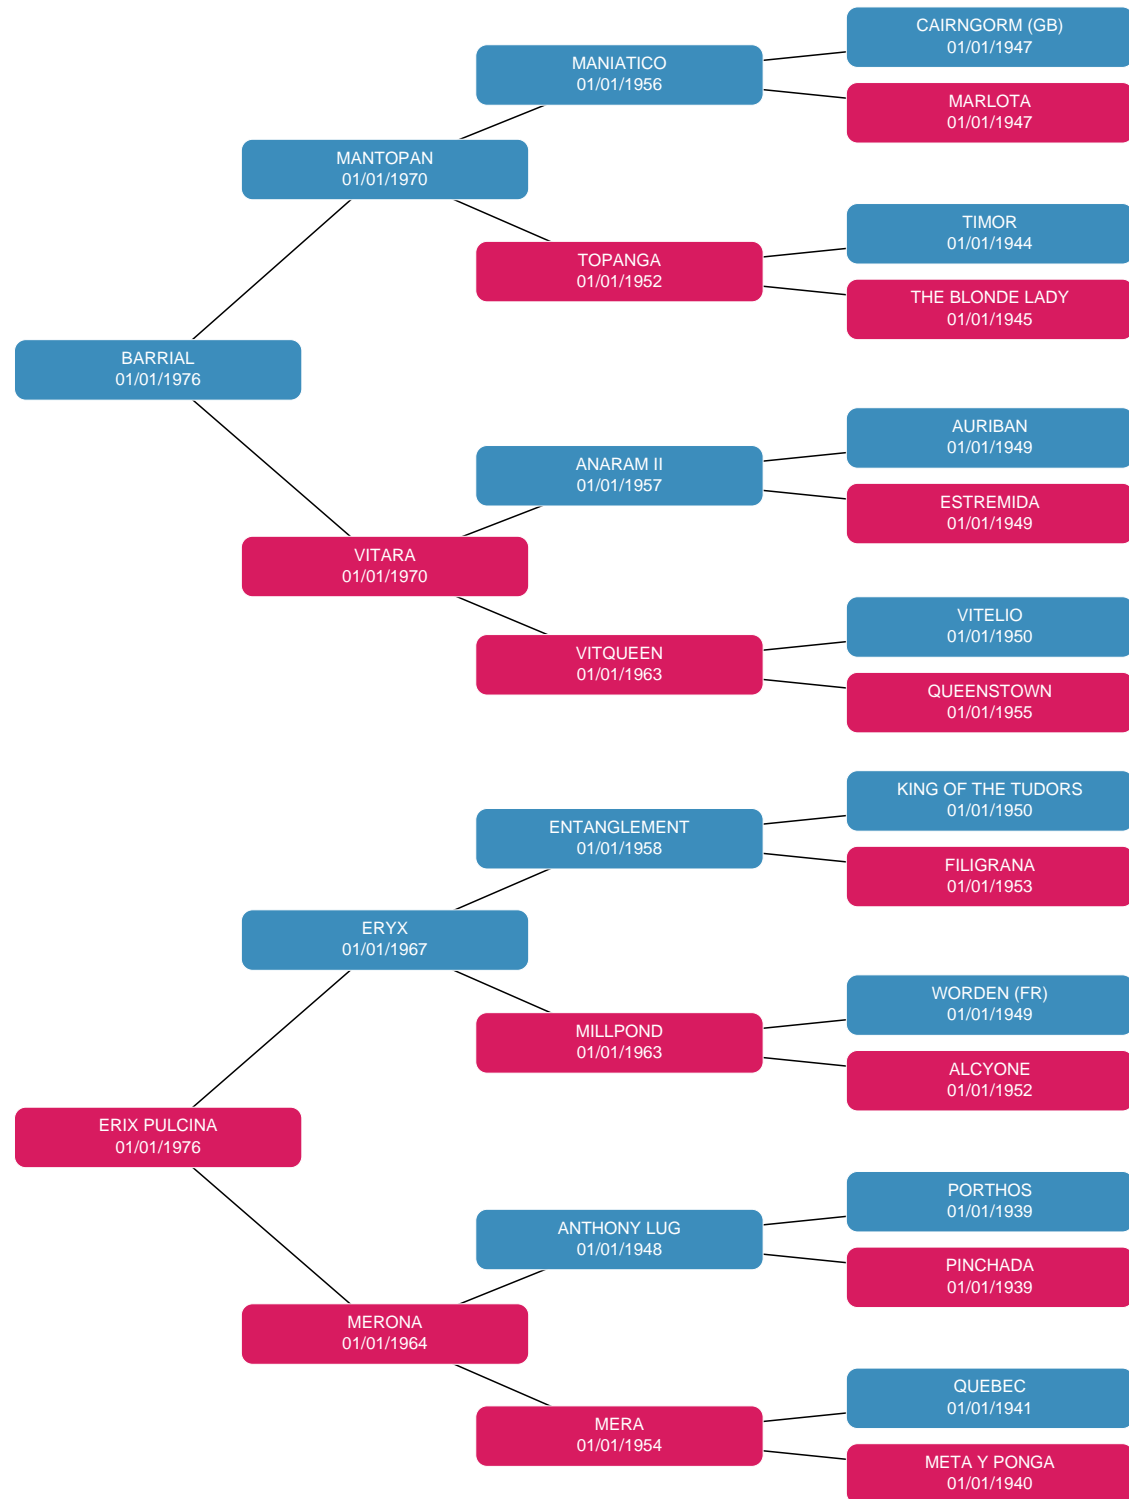 CAIRNGORM (GB)
01/01/1947
MANIATICO
01/01/1956
MARLOTA
01/01/1947
MANTOPAN
01/01/1970
TIMOR
01/01/1944
TOPANGA
01/01/1952
THE BLONDE LADY
01/01/1945
BARRIAL
01/01/1976
AURIBAN
01/01/1949
ANARAM II
01/01/1957
ESTREMIDA
01/01/1949
VITARA
01/01/1970
VITELIO
01/01/1950
VITQUEEN
01/01/1963
QUEENSTOWN
01/01/1955
KING OF THE TUDORS
01/01/1950
ENTANGLEMENT
01/01/1958
FILIGRANA
01/01/1953
ERYX
01/01/1967
WORDEN (FR)
01/01/1949
MILLPOND
01/01/1963
ALCYONE
01/01/1952
ERIX PULCINA
01/01/1976
PORTHOS
01/01/1939
ANTHONY LUG
01/01/1948
PINCHADA
01/01/1939
MERONA
01/01/1964
QUEBEC
01/01/1941
MERA
01/01/1954
META Y PONGA
01/01/1940